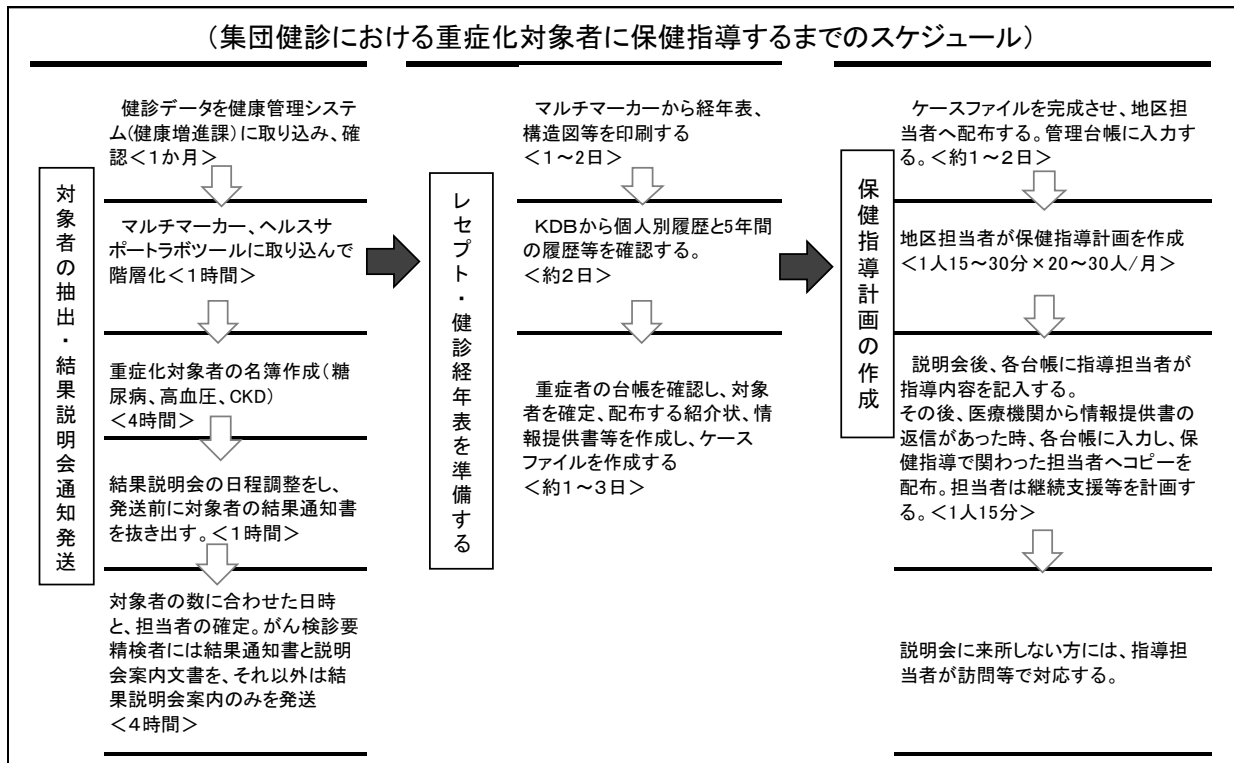 (集団健診における重症化対象者に保健指導するまでのスケジュール)
対象者の抽出・結果説明会通知発送
健診データを健康管理システ
ム(健康増進課)に取り込み、確
認<1か月>
マルチマーカー、ヘルスサ
ポートラボツールに取り込んで
階層化<1時間>
重症化対象者の名簿作成(糖
尿病、高血圧、CKD)
<4時間>
結果説明会の日程調整をし、
発送前に対象者の結果通知書
を抜き出す。<1時間>
対象者の数に合わせた日時
と、担当者の確定。がん検診要
精検者には結果通知書と説明
会案内文書を、それ以外は結
果説明会案内のみを発送
<4時間>
レセプト・健診経年表を準備する
マルチマーカーから経年表、
構造図等を印刷する
<1～2日>
KDBから個人別履歴と5年間
の履歴等を確認する。
<約2日>
重症者の台帳を確認し、対象
者を確定、配布する紹介状、情
報提供書等を作成し、ケース
ファイルを作成する
<約1～3日>
保健指導計画の作成
ケースファイルを完成させ、地区担
当者へ配布する。管理台帳に入力す
る。<約1～2日>
地区担当者が保健指導計画を作成
<1人15～30分×20～30人/月>
説明会後、各台帳に指導担当者が
指導内容を記入する。
その後、医療機関から情報提供書の
返信があった時、各台帳に入力し、保
健指導で関わった担当者へコピーを
配布。担当者は継続支援等を計画す
る。<1人15分>
説明会に来所しない方には、指導担
当者が訪問等で対応する。